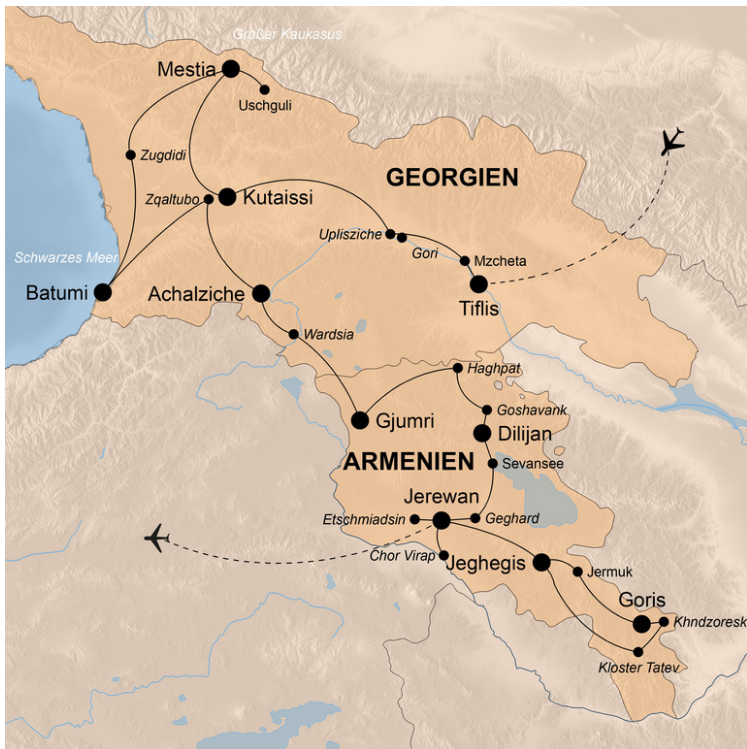 Großer Kaukasus
Mestia
Uschguli
Zugdidi
GEORGIEN
Zqaltubo
Kutaissi
Uplisziche
Gori
Mzcheta
Schwarzes Meer
Batumi
Achalziche
Tiflis
Wardsia
Haghpat
Goshavank
Gjumri
Dilijan
ARMENIEN
Sevansee
Jerewan
Etschmiadsin
Geghard
Chor Virap
Jeghegis
Jermuk
Goris
Khndzoresk
Kloster Tatev